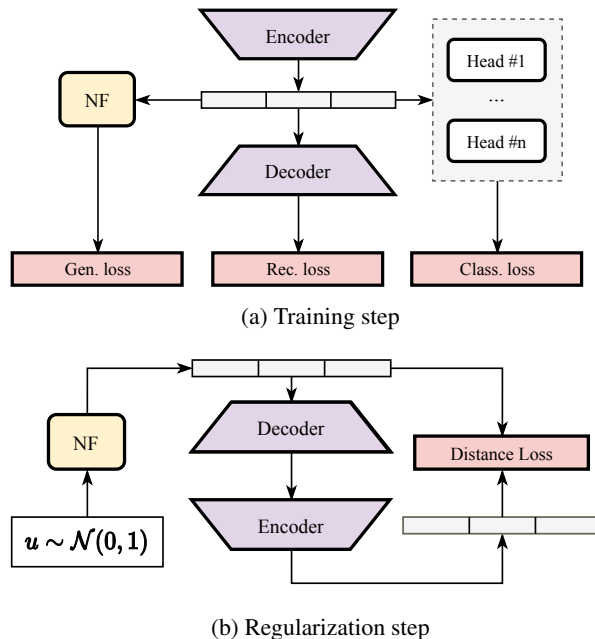 Encoder
Head #1
NF
...
Head #n
Decoder
Gen. loss
Rec. loss
Class. loss
(a) Training step
Decoder
NF
Distance Loss
Encoder
u ~ 𝒩(0, 1)
(b) Regularization step